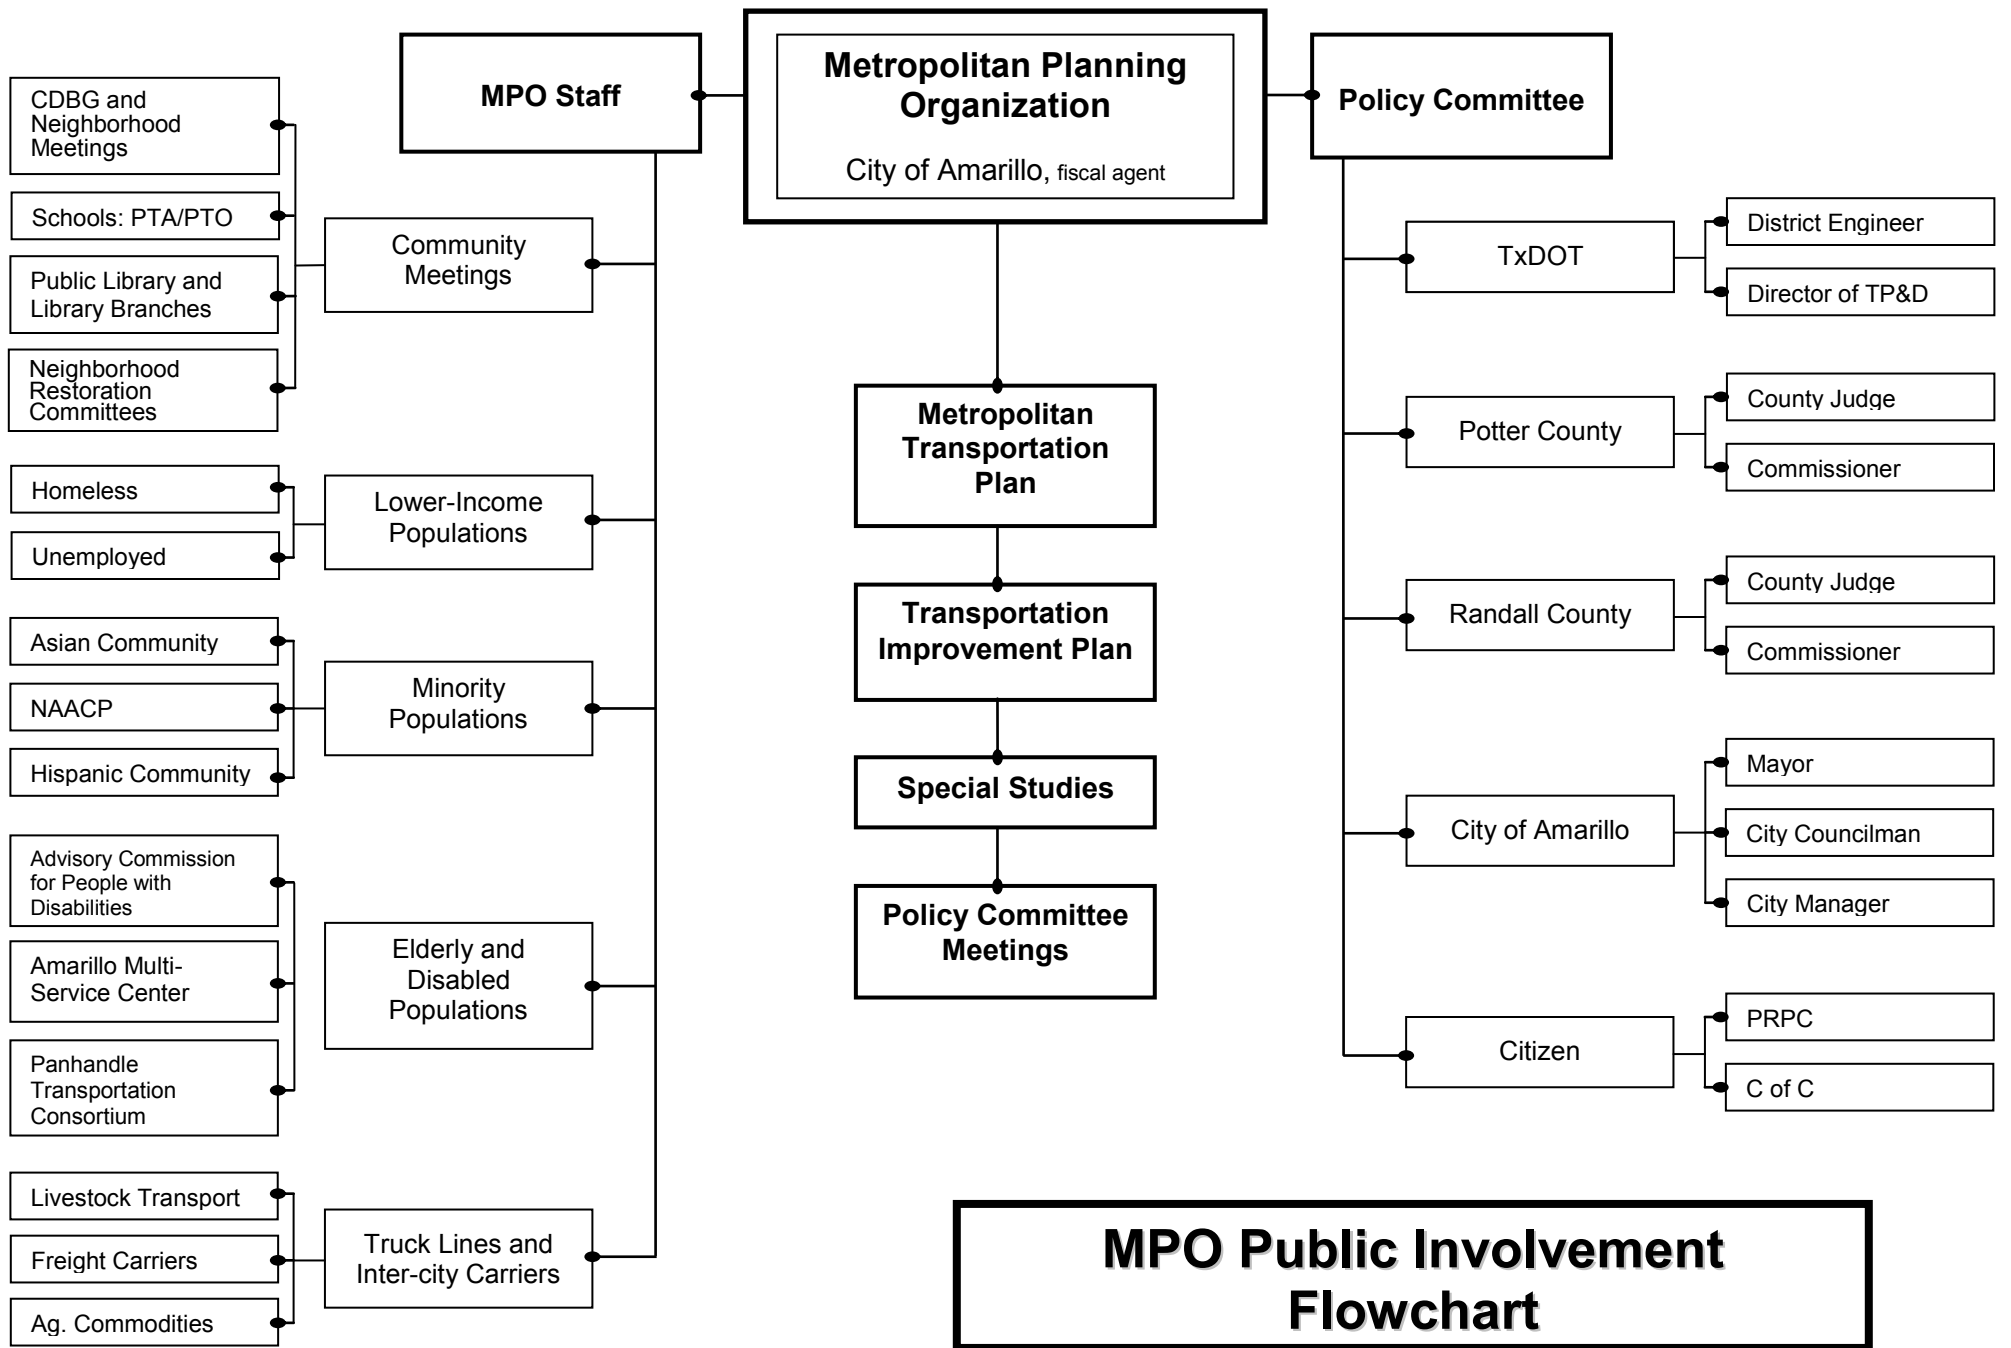 Metropolitan Planning
Organization
City of Amarillo, fiscal agent
MPO Staff
Policy Committee
CDBG and
Neighborhood
Meetings
Schools: PTA/PTO
Public Library and
Library Branches
Neighborhood
Restoration
Committees
Community
Meetings
Homeless
Unemployed
Lower-Income
Populations
Asian Community
NAACP
Hispanic Community
Minority
Populations
Advisory Commission
for People with
Disabilities
Amarillo Multi-
Service Center
Panhandle
Transportation
Consortium
Elderly and
Disabled
Populations
Livestock Transport
Freight Carriers
Ag. Commodities
Truck Lines and
Inter-city Carriers
Metropolitan
Transportation
Plan
Transportation
Improvement Plan
Special Studies
Policy Committee
Meetings
TxDOT
District Engineer
Director of TP&D
Potter County
County Judge
Commissioner
Randall County
County Judge
Commissioner
City of Amarillo
Mayor
City Councilman
City Manager
Citizen
PRPC
C of C
MPO Public Involvement
Flowchart